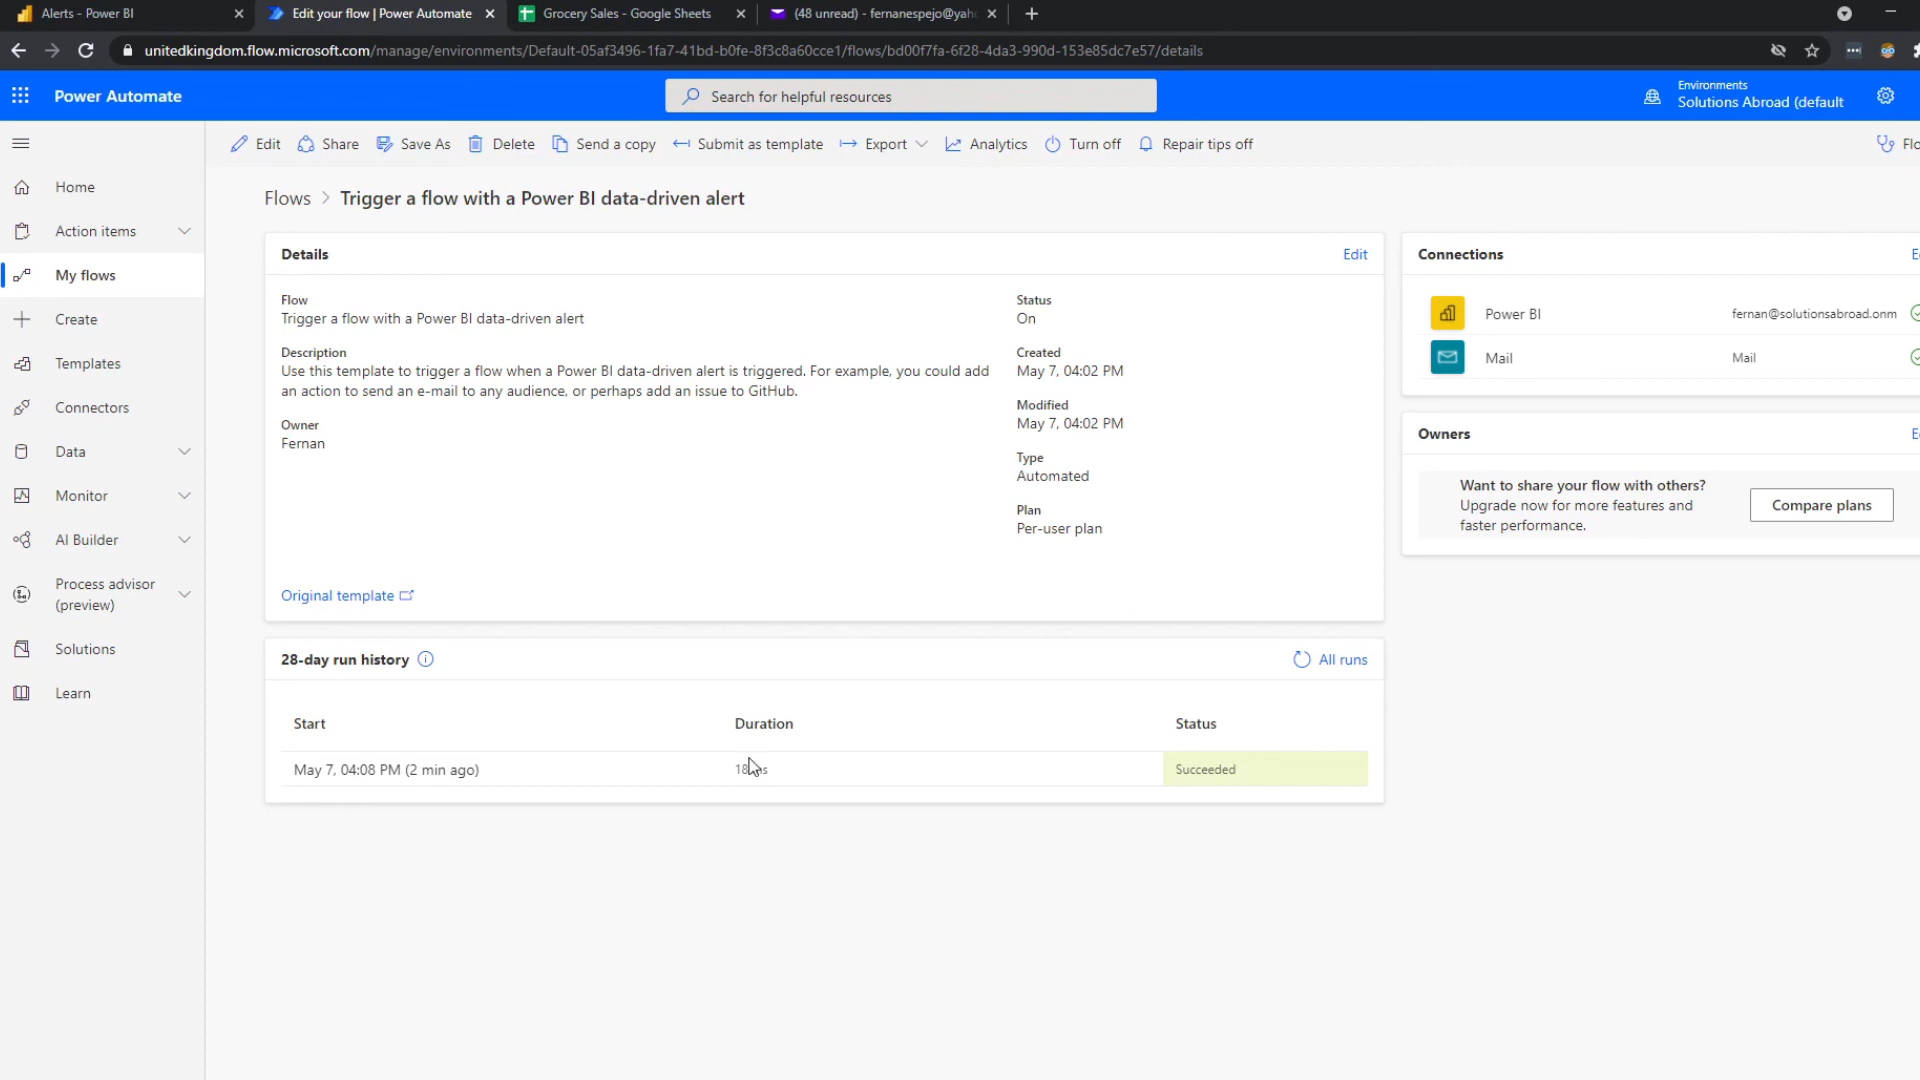 Alerts - Power BI
Edit your flow | Power Automate
Grocery Sales - Google Sheets
(48 unread) - fernanespejo@yah
unitedkingdom.flow.microsoft.com/manage/environments/Default-05af3496-1fa7-41bd-b0fe-8f3c8a60cce1/flows/bd00f7fa-6f28-4da3-990d-153e85dc7e57/details
Power Automate
Search for helpful resources
Environments
Solutions Abroad (default
Edit
Share
Save As
Delete
Send a copy
Submit as template
Export
Analytics
Turn off
Repair tips off
Flo
Home
Action items
My flows
Create
Templates
Connectors
Data
Monitor
AI Builder
Process advisor
(preview)
Solutions
Learn
Flows > Trigger a flow with a Power BI data-driven alert
Details
Edit
Flow
Trigger a flow with a Power BI data-driven alert
Description
Use this template to trigger a flow when a Power BI data-driven alert is triggered. For example, you could add
an action to send an e-mail to any audience, or perhaps add an issue to GitHub.
Owner
Fernan
Status
On
Created
May 7, 04:02 PM
Modified
May 7, 04:02 PM
Type
Automated
Plan
Per-user plan
Original template
28-day run history
All runs
Start
Duration
Status
May 7, 04:08 PM (2 min ago)
Succeeded
Connections
Power BI
fernan@solutionsabroad.onm
Mail
Mail
Owners
Want to share your flow with others?
Upgrade now for more features and
faster performance.
Compare plans